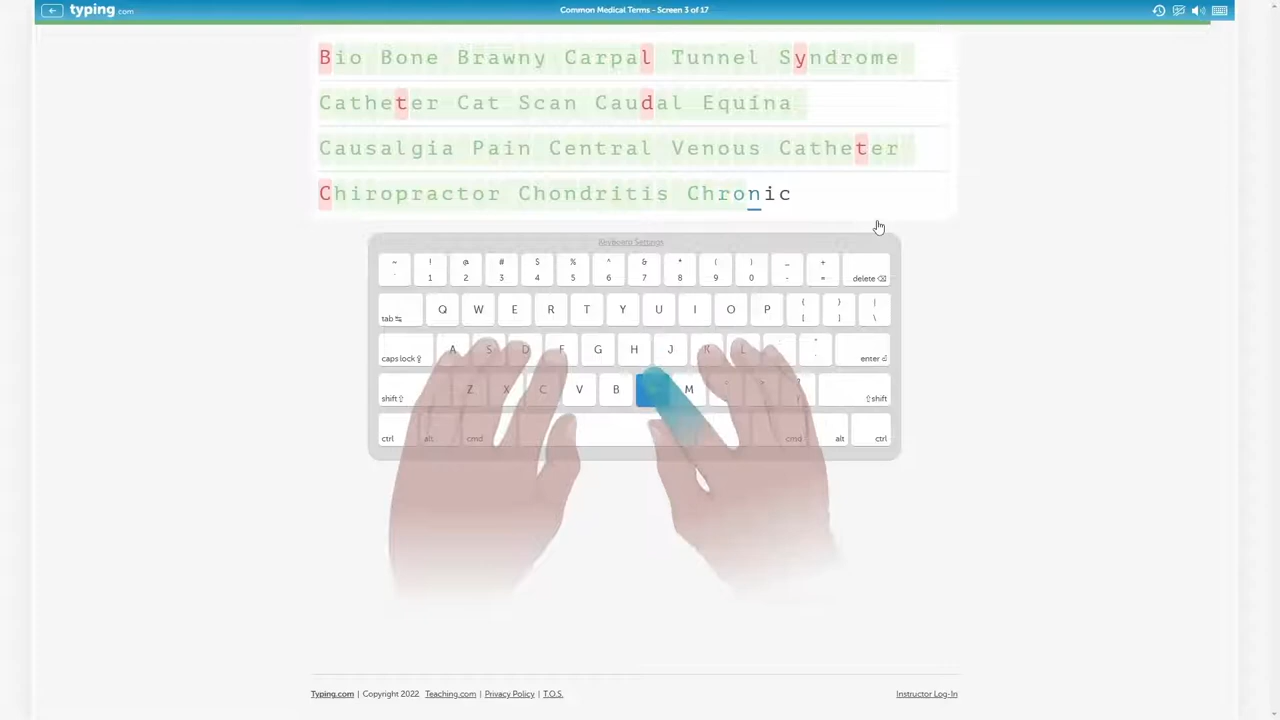 typing.com
Common Medical Terms - Screen 3 of 17
Bio Bone Brawny Carpal Tunnel Syndrome
Catheter Cat Scan Caudal Equina
Causalgia Pain Central Venous Catheter
Chiropractor Chondritis Chronic
Keyboard Settings
~ ! @ # $ % ^ & * ( ) _ +
` 1 2 3 4 5 6 7 8 9 0 - = delete
tab Q W E R T Y U I O P { [ } ] | \
caps lock A S D F G H J K L : " ' enter
shift Z X C V B M shift
ctrl alt cmd cmd alt ctrl
Typing.com | Copyright 2022 Teaching.com | Privacy Policy | T.O.S. Instructor Log-In